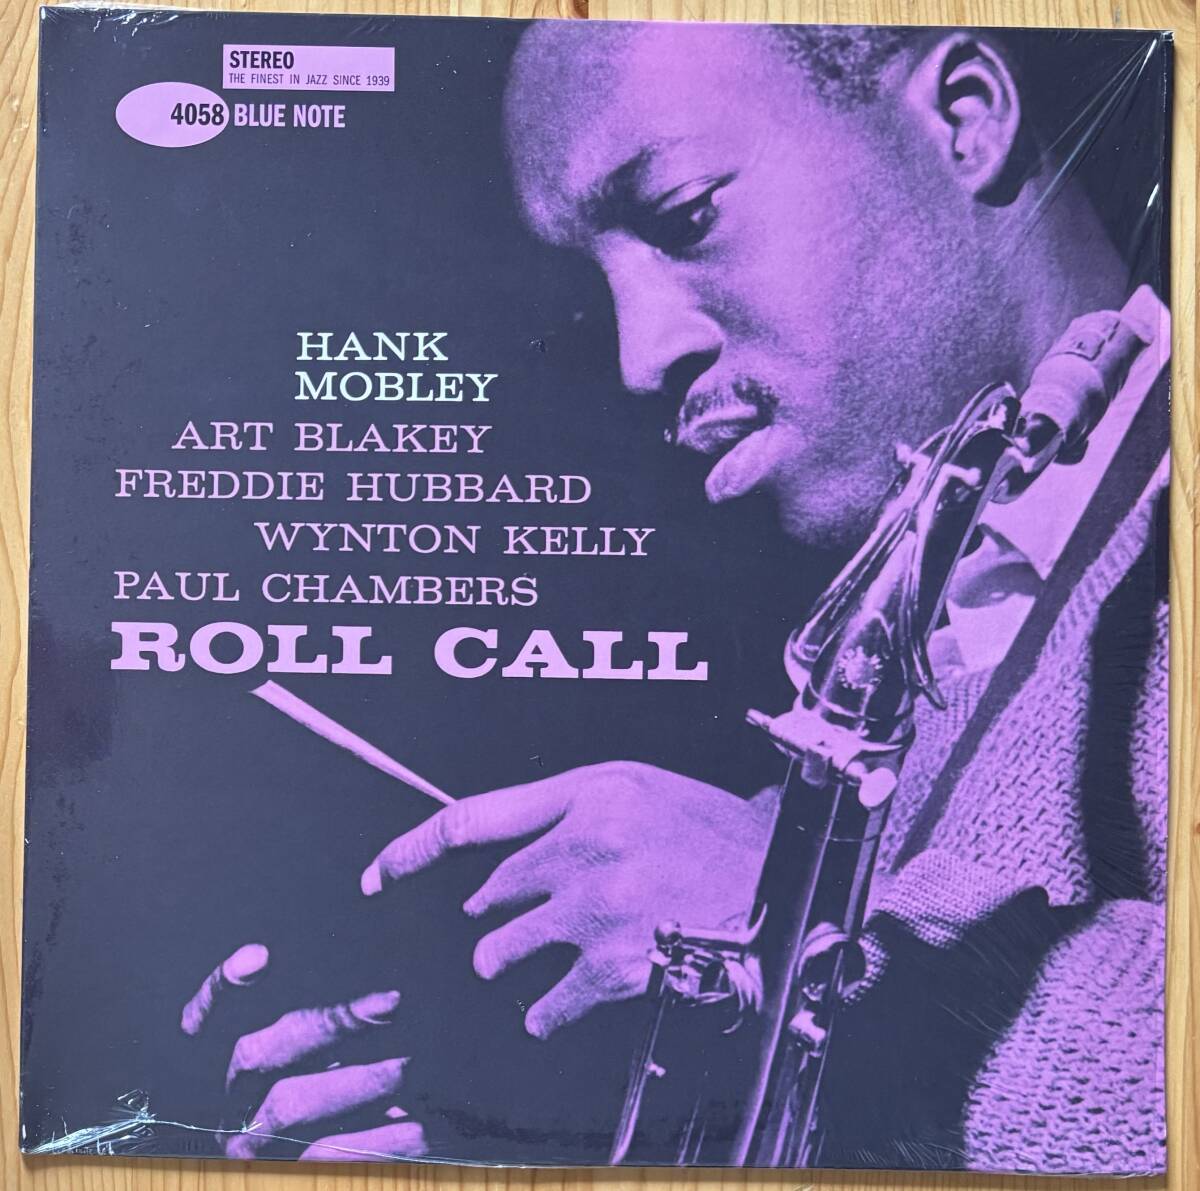 STEREO
THE FINEST IN JAZZ SINCE 1939
4058 BLUE NOTE
HANK
MOBLEY
ART BLAKEY
FREDDIE HUBBARD
WYNTON KELLY
PAUL CHAMBERS
ROLL CALL